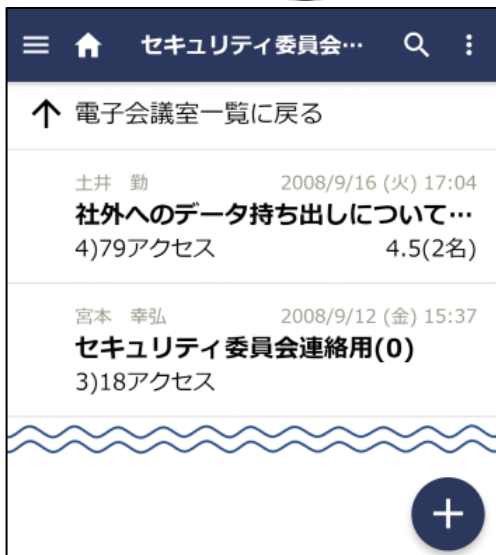 セキュリティ委員会…
電子会議室一覧に戻る
土井 勤 2008/9/16 (火) 17:04
社外へのデータ持ち出しについて…
4)79アクセス 4.5(2名)
宮本 幸弘 2008/9/12 (金) 15:37
セキュリティ委員会連絡用(0)
3)18アクセス